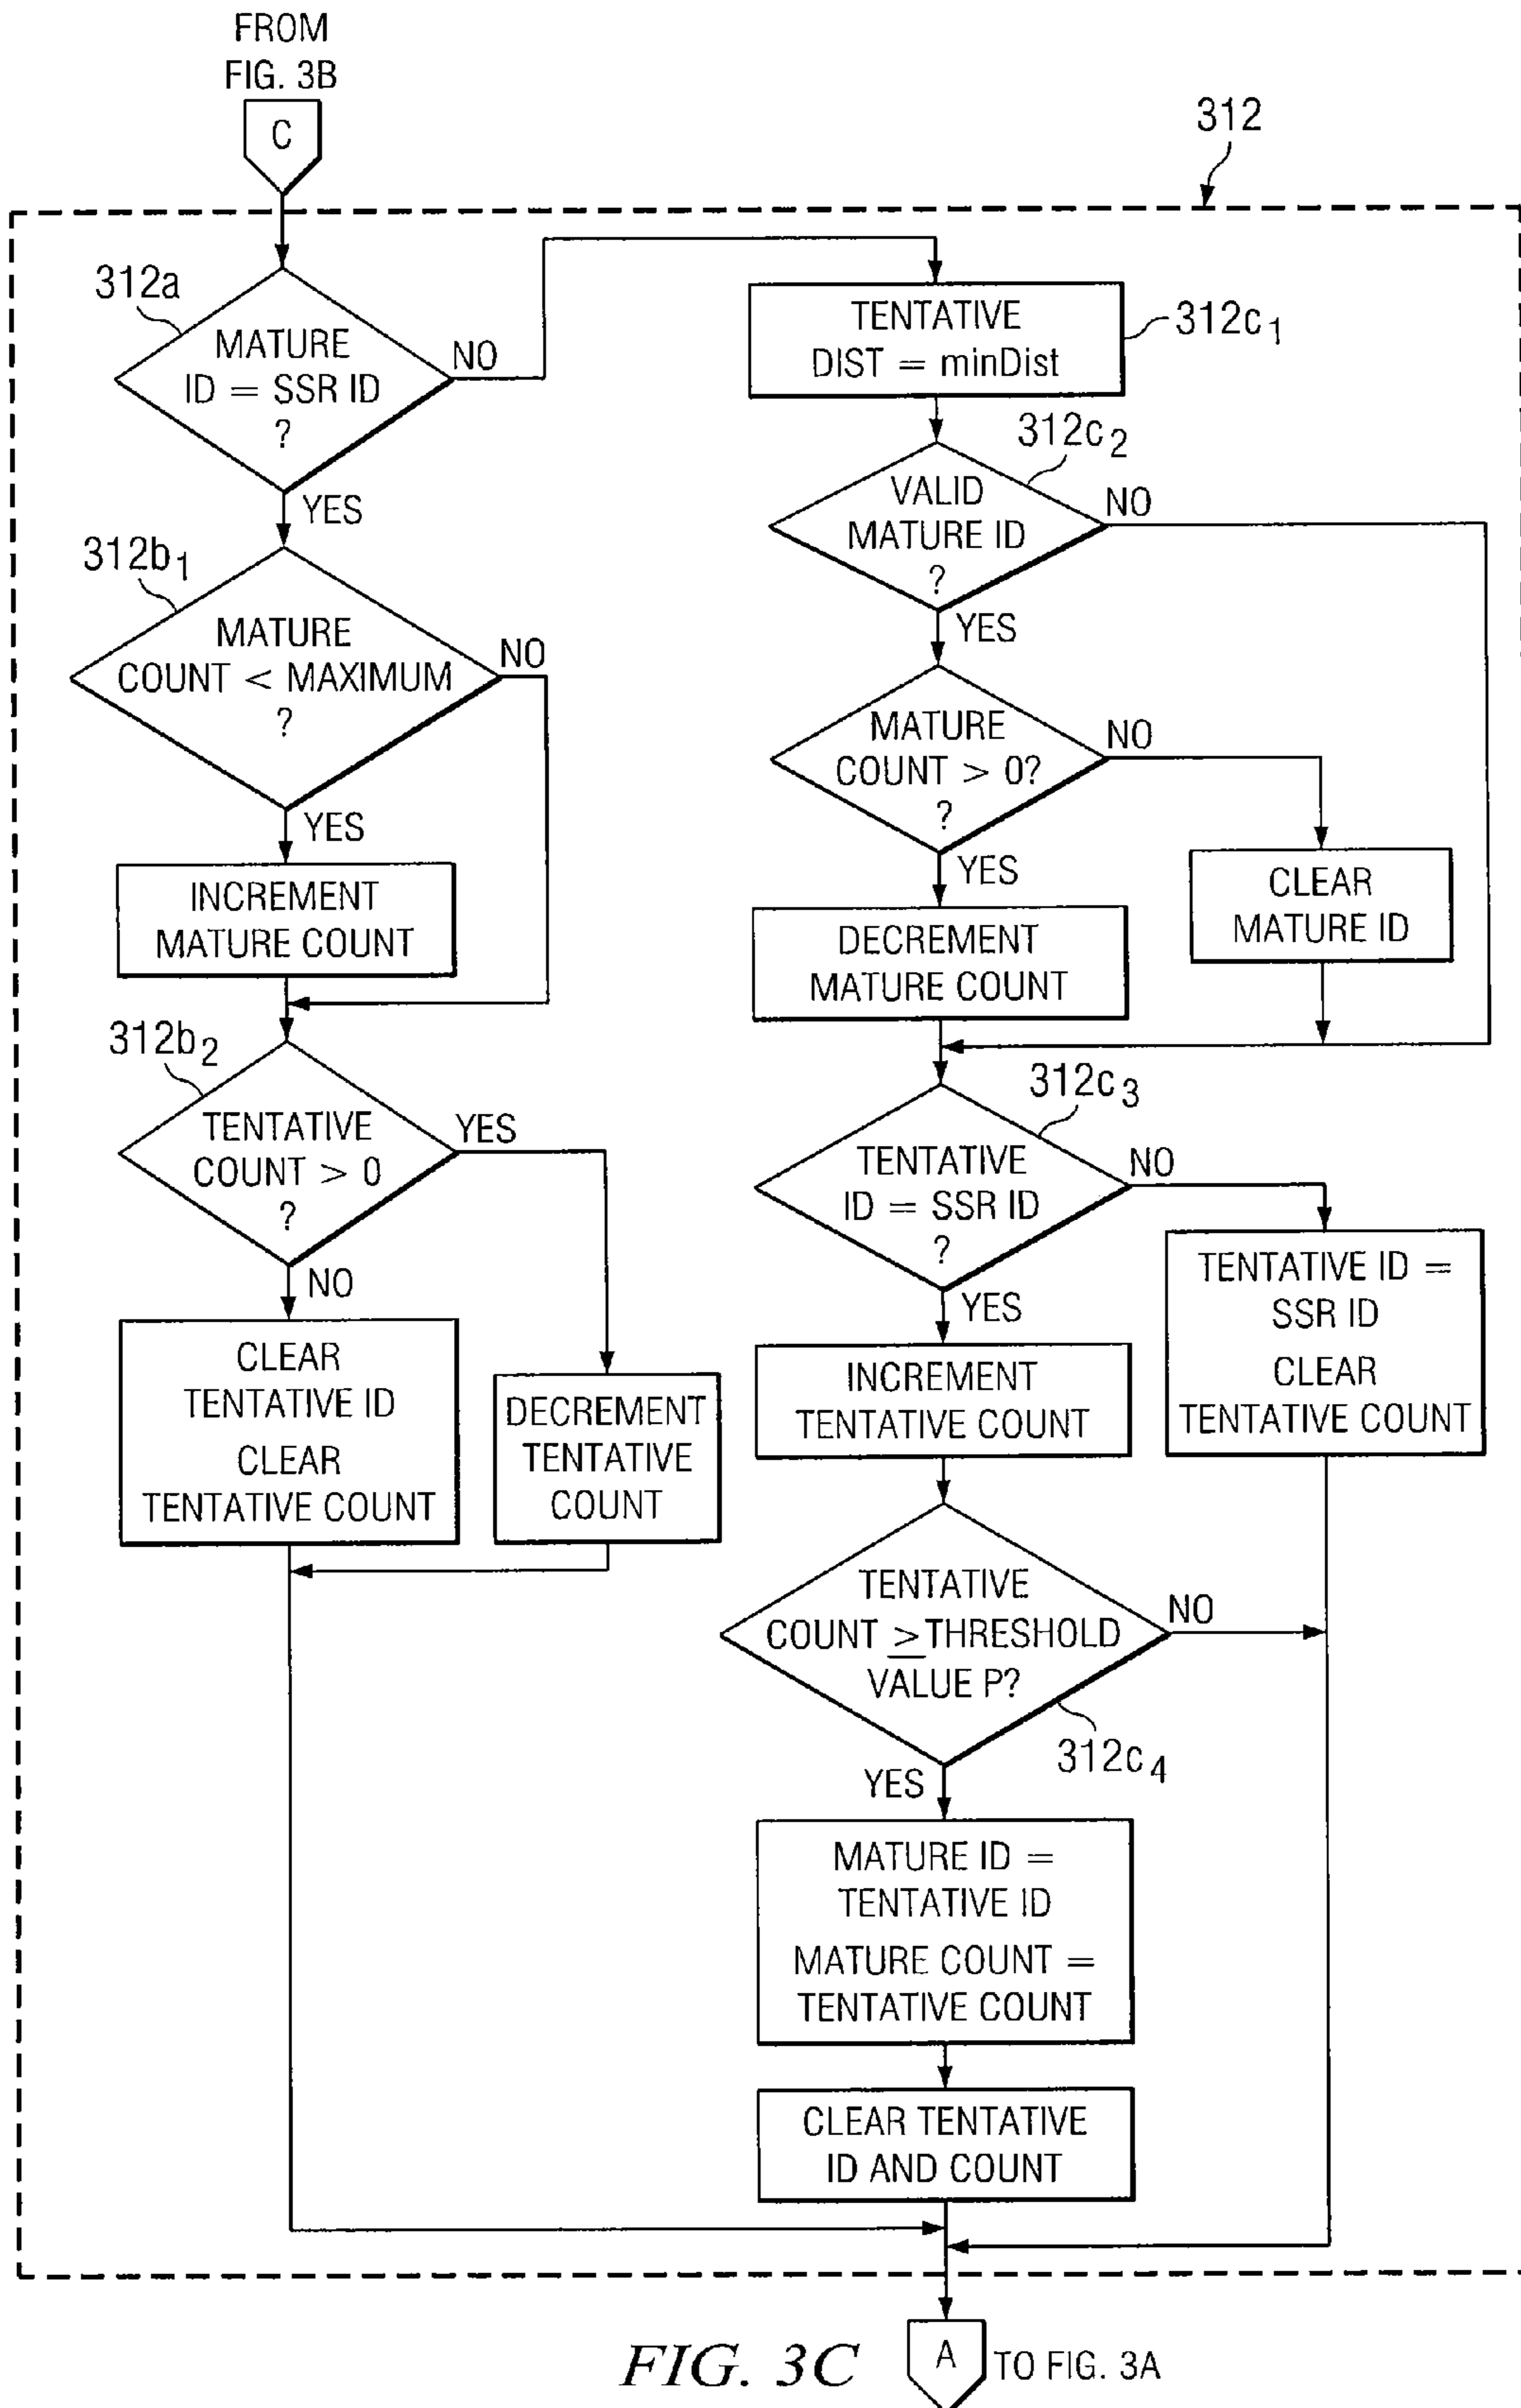 FROM
FIG. 3B
C
312
312a
MATURE
ID = SSR ID
?
NO
YES
312b1
MATURE
COUNT < MAXIMUM
?
NO
YES
INCREMENT
MATURE COUNT
312b2
TENTATIVE
COUNT > 0
?
YES
NO
CLEAR
TENTATIVE ID
CLEAR
TENTATIVE COUNT
DECREMENT
TENTATIVE
COUNT
TENTATIVE
DIST = minDist
312c1
312c2
VALID
MATURE ID
?
NO
YES
MATURE
COUNT > 0?
?
NO
YES
CLEAR
MATURE ID
DECREMENT
MATURE COUNT
312c3
TENTATIVE
ID = SSR ID
?
NO
YES
TENTATIVE ID =
SSR ID
CLEAR
TENTATIVE COUNT
INCREMENT
TENTATIVE COUNT
TENTATIVE
COUNT ≥ THRESHOLD
VALUE P?
NO
312c4
YES
MATURE ID =
TENTATIVE ID
MATURE COUNT =
TENTATIVE COUNT
CLEAR TENTATIVE
ID AND COUNT
FIG. 3C
A
TO FIG. 3A